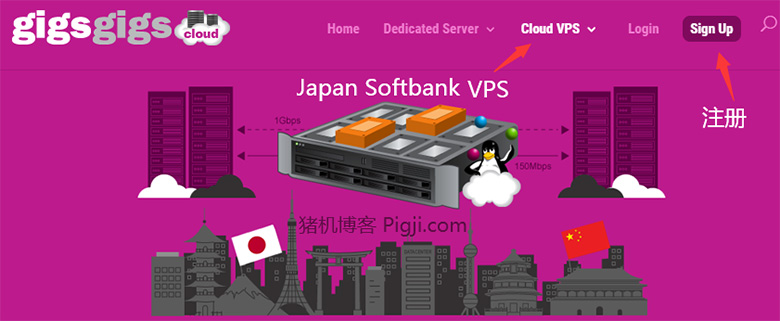 gigsgigs cloud
Home Dedicated Server Cloud VPS Login Sign Up
Japan Softbank VPS
注册
1Gbps
150Mbps
猪机博客 Pigji.com